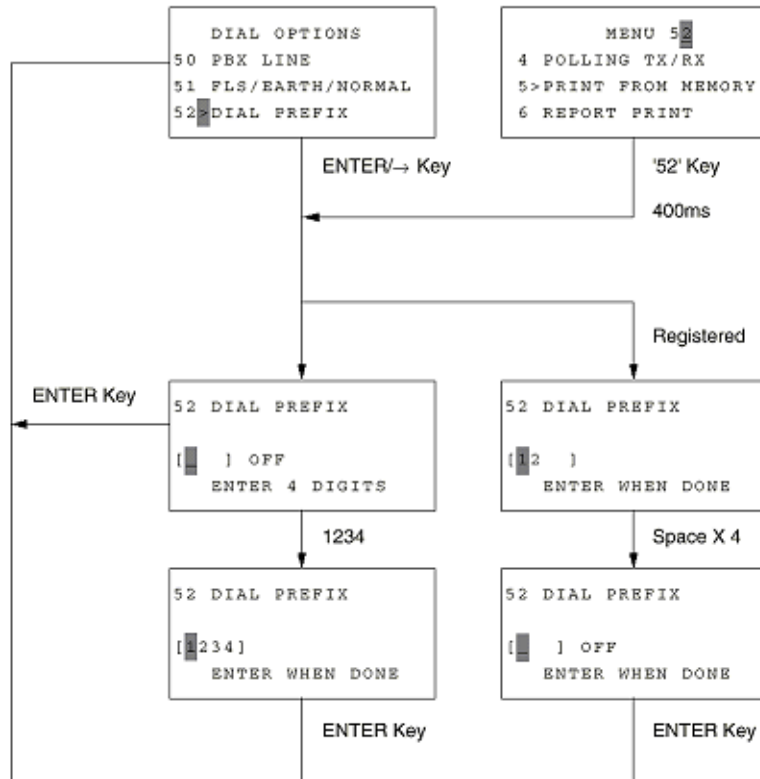 DIAL OPTIONS
50 PBX LINE
51 FLS/EARTH/NORMAL
52>DIAL PREFIX
MENU 52
4 POLLING TX/RX
5>PRINT FROM MEMORY
6 REPORT PRINT
ENTER/→ Key
'52' Key
400ms
Registered
ENTER Key
52 DIAL PREFIX
[_   ] OFF
ENTER 4 DIGITS
52 DIAL PREFIX
[12  ]
ENTER WHEN DONE
1234
Space X 4
52 DIAL PREFIX
[1234]
ENTER WHEN DONE
52 DIAL PREFIX
[_   ] OFF
ENTER WHEN DONE
ENTER Key
ENTER Key